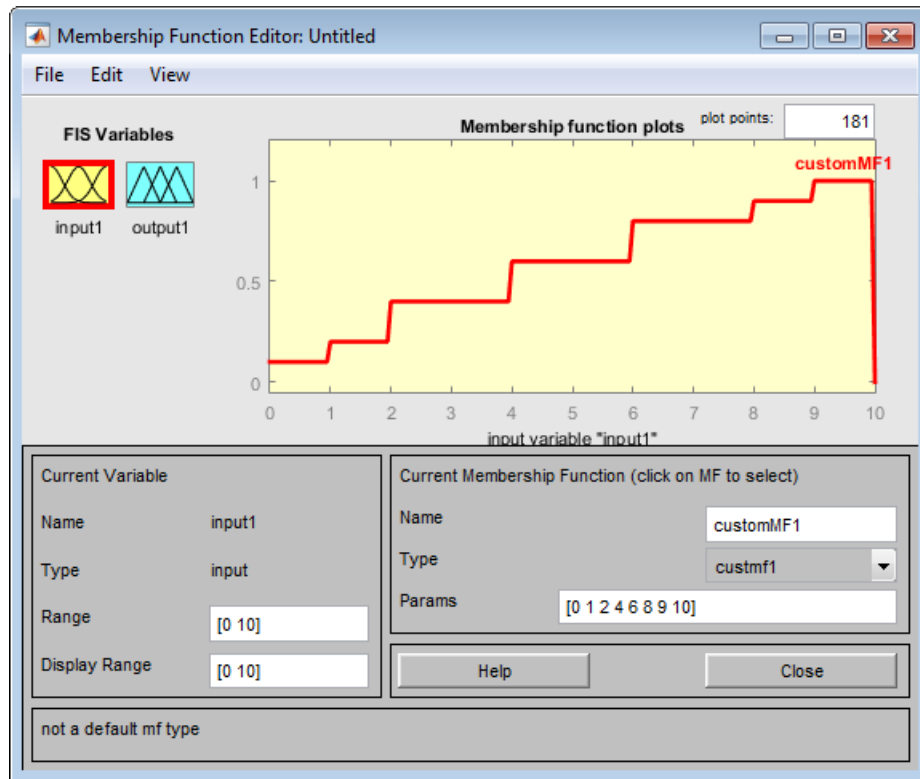 Membership Function Editor: Untitled
File Edit View
FIS Variables
input1 output1
Membership function plots
plot points: 181
customMF1
1
0.5
0
0 1 2 3 4 5 6 7 8 9 10
input variable "input1"
Current Variable
Name input1
Type input
Range [0 10]
Display Range [0 10]
Current Membership Function (click on MF to select)
Name customMF1
Type custmf1
Params [0 1 2 4 6 8 9 10]
Help Close
not a default mf type